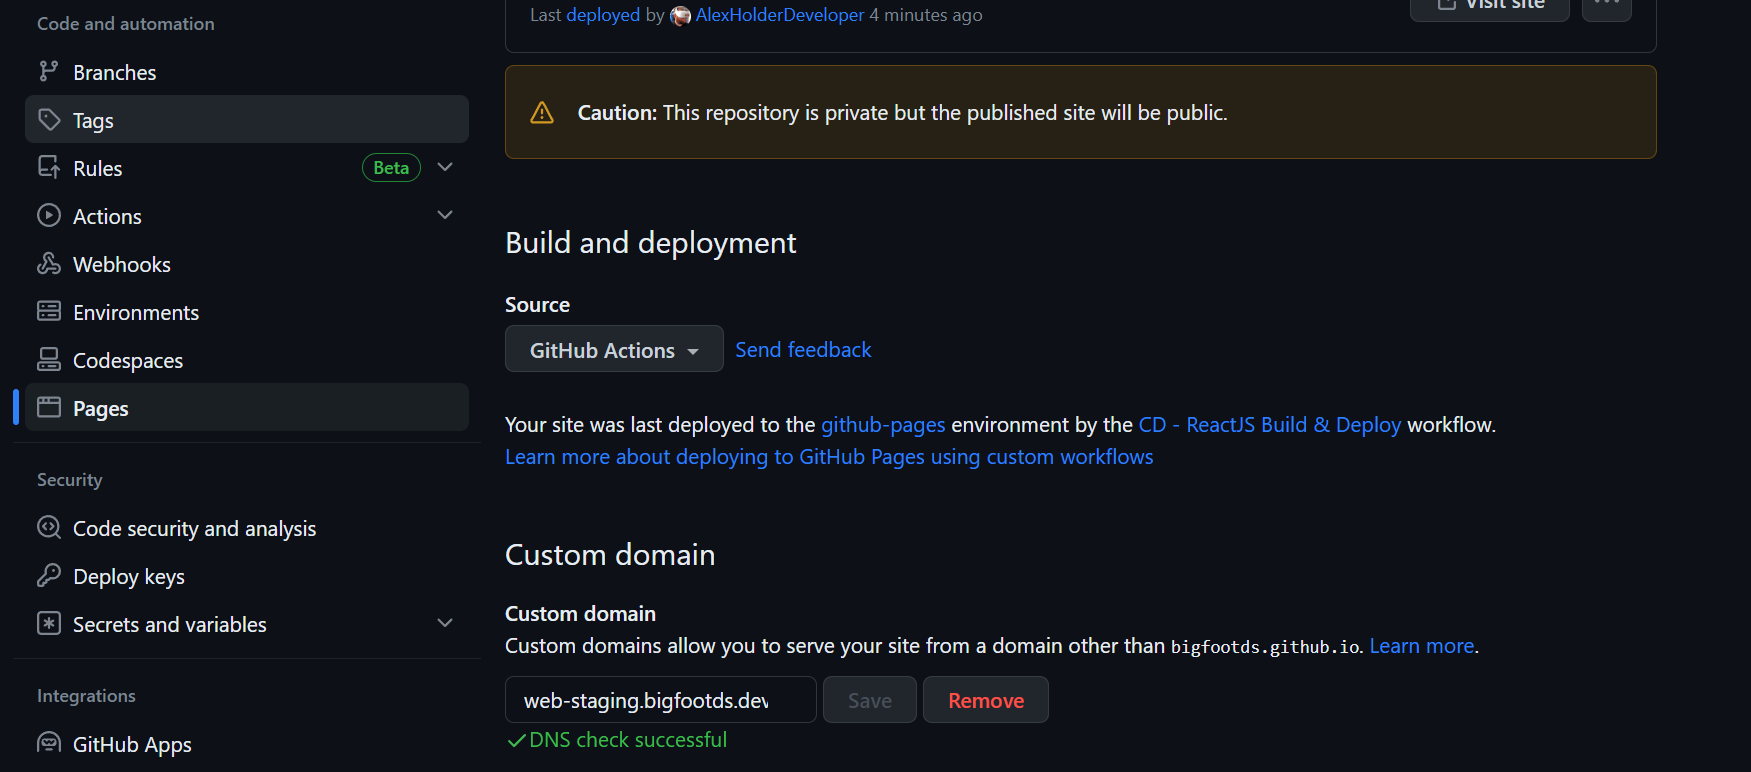 Code and automation
Branches
Tags
Rules Beta
Actions
Webhooks
Environments
Codespaces
Pages
Security
Code security and analysis
Deploy keys
Secrets and variables
Integrations
GitHub Apps
Last deployed by AlexHolderDeveloper 4 minutes ago
Visit site
Caution: This repository is private but the published site will be public.
Build and deployment
Source
GitHub Actions Send feedback
Your site was last deployed to the github-pages environment by the CD - ReactJS Build & Deploy workflow.
Learn more about deploying to GitHub Pages using custom workflows
Custom domain
Custom domain
Custom domains allow you to serve your site from a domain other than bigfootds.github.io. Learn more.
web-staging.bigfootds.dev Save Remove
DNS check successful